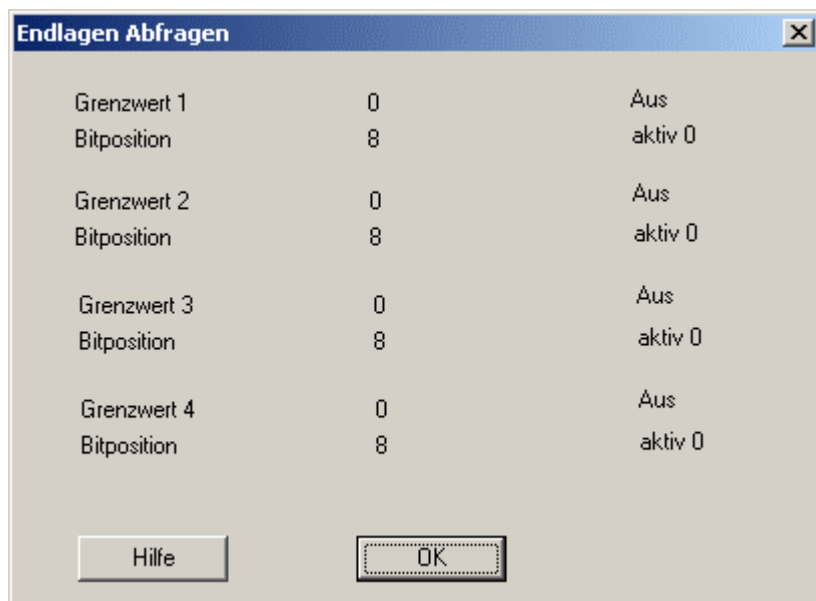 Endlagen Abfragen
Grenzwert 1 0 Aus
Bitposition 8 aktiv 0
Grenzwert 2 0 Aus
Bitposition 8 aktiv 0
Grenzwert 3 0 Aus
Bitposition 8 aktiv 0
Grenzwert 4 0 Aus
Bitposition 8 aktiv 0
Hilfe OK